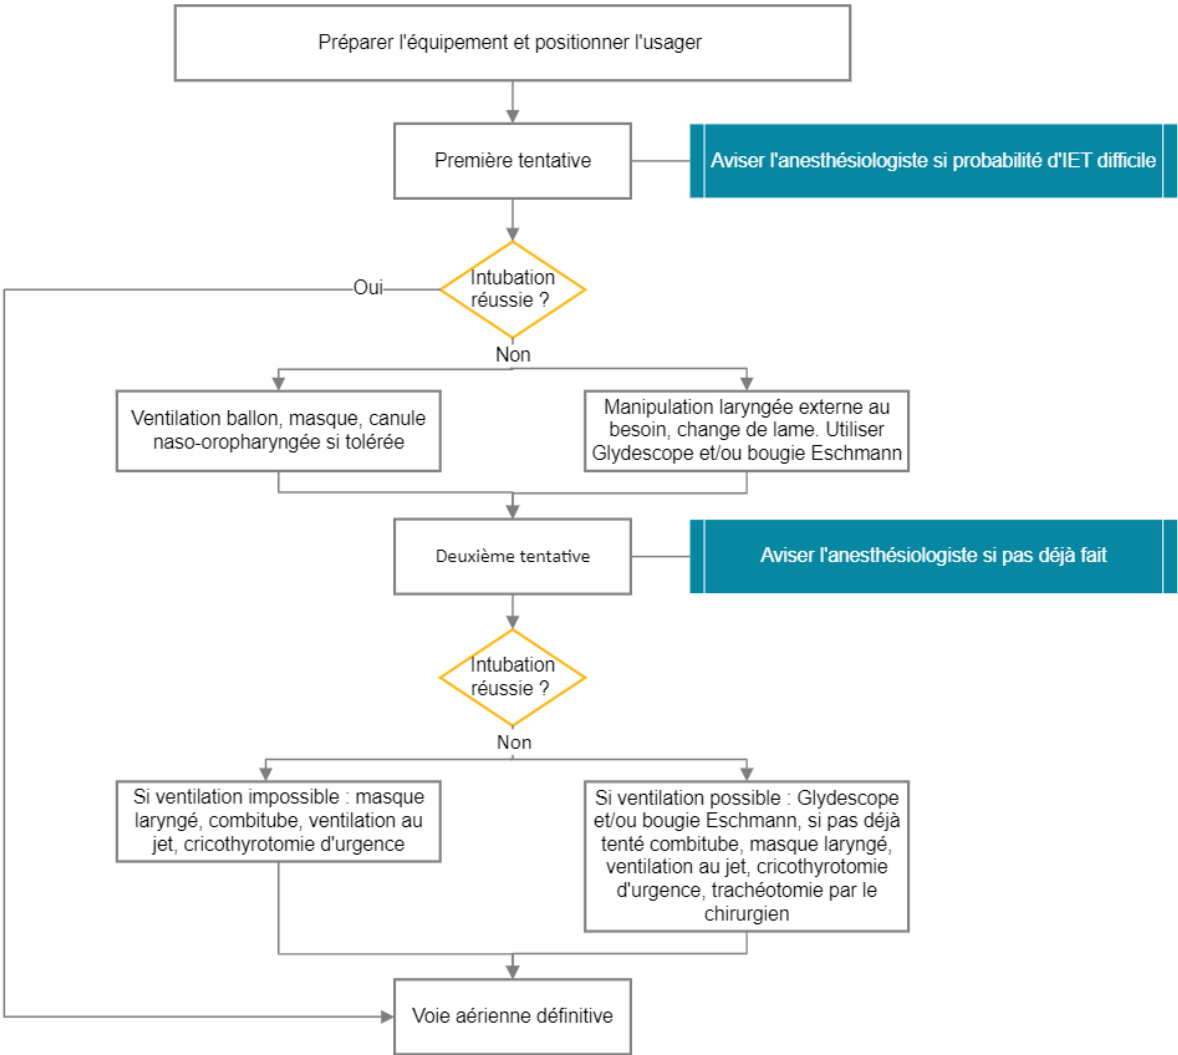 Préparer l'équipement et positionner l'usager
Première tentative
Aviser l'anesthésiologiste si probabilité d'IET difficile
Intubation
réussie ?
Oui
Non
Ventilation ballon, masque, canule
naso-oropharyngée si tolérée
Manipulation laryngée externe au
besoin, change de lame. Utiliser
Glydescope et/ou bougie Eschmann
Deuxième tentative
Aviser l'anesthésiologiste si pas déjà fait
Intubation
réussie ?
Non
Si ventilation impossible : masque
laryngé, combitube, ventilation au
jet, cricothyrotomie d'urgence
Si ventilation possible : Glydescope
et/ou bougie Eschmann, si pas déjà
tenté combitube, masque laryngé,
ventilation au jet, cricothyrotomie
d'urgence, trachéotomie par le
chirurgien
Voie aérienne définitive